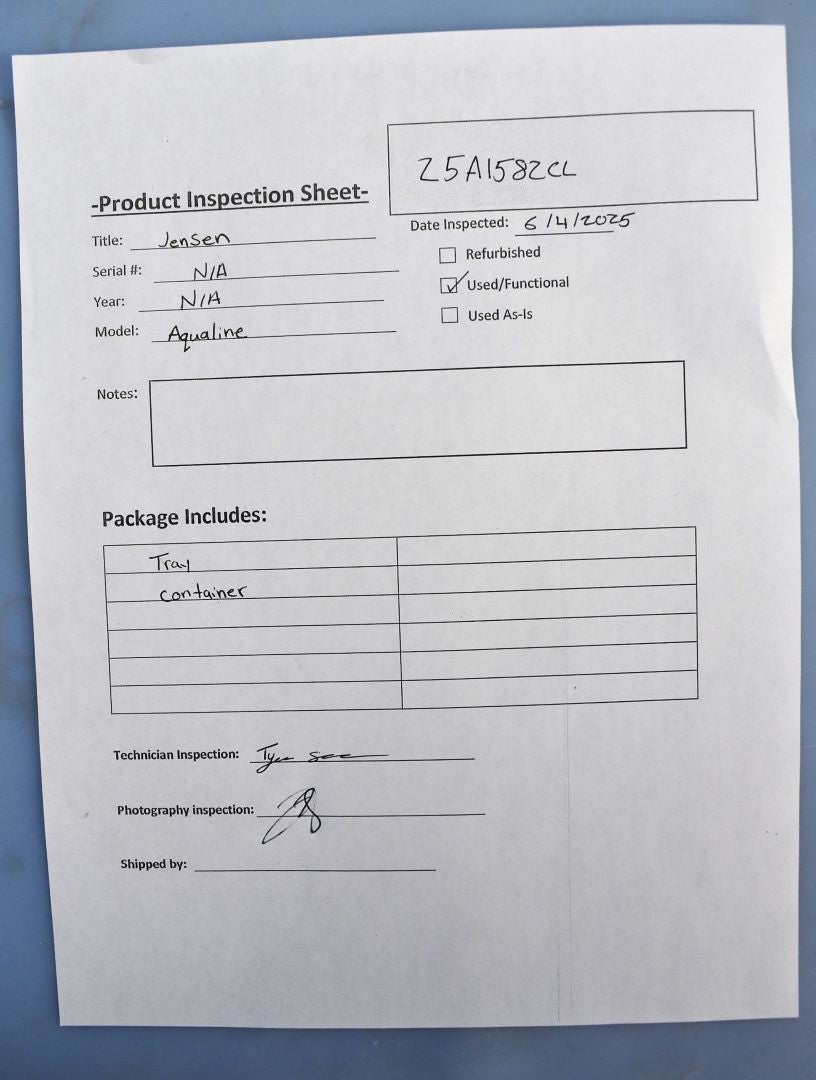 25A1582CL
-Product Inspection Sheet-
Date Inspected: 6/4/2025
Title: Jensen
Refurbished
Serial #: N/A
Used/Functional
Year: N/A
Used As-Is
Model: Aqualine
Notes:
Package Includes:
Tray
container
Technician Inspection:
Photography inspection:
Shipped by: